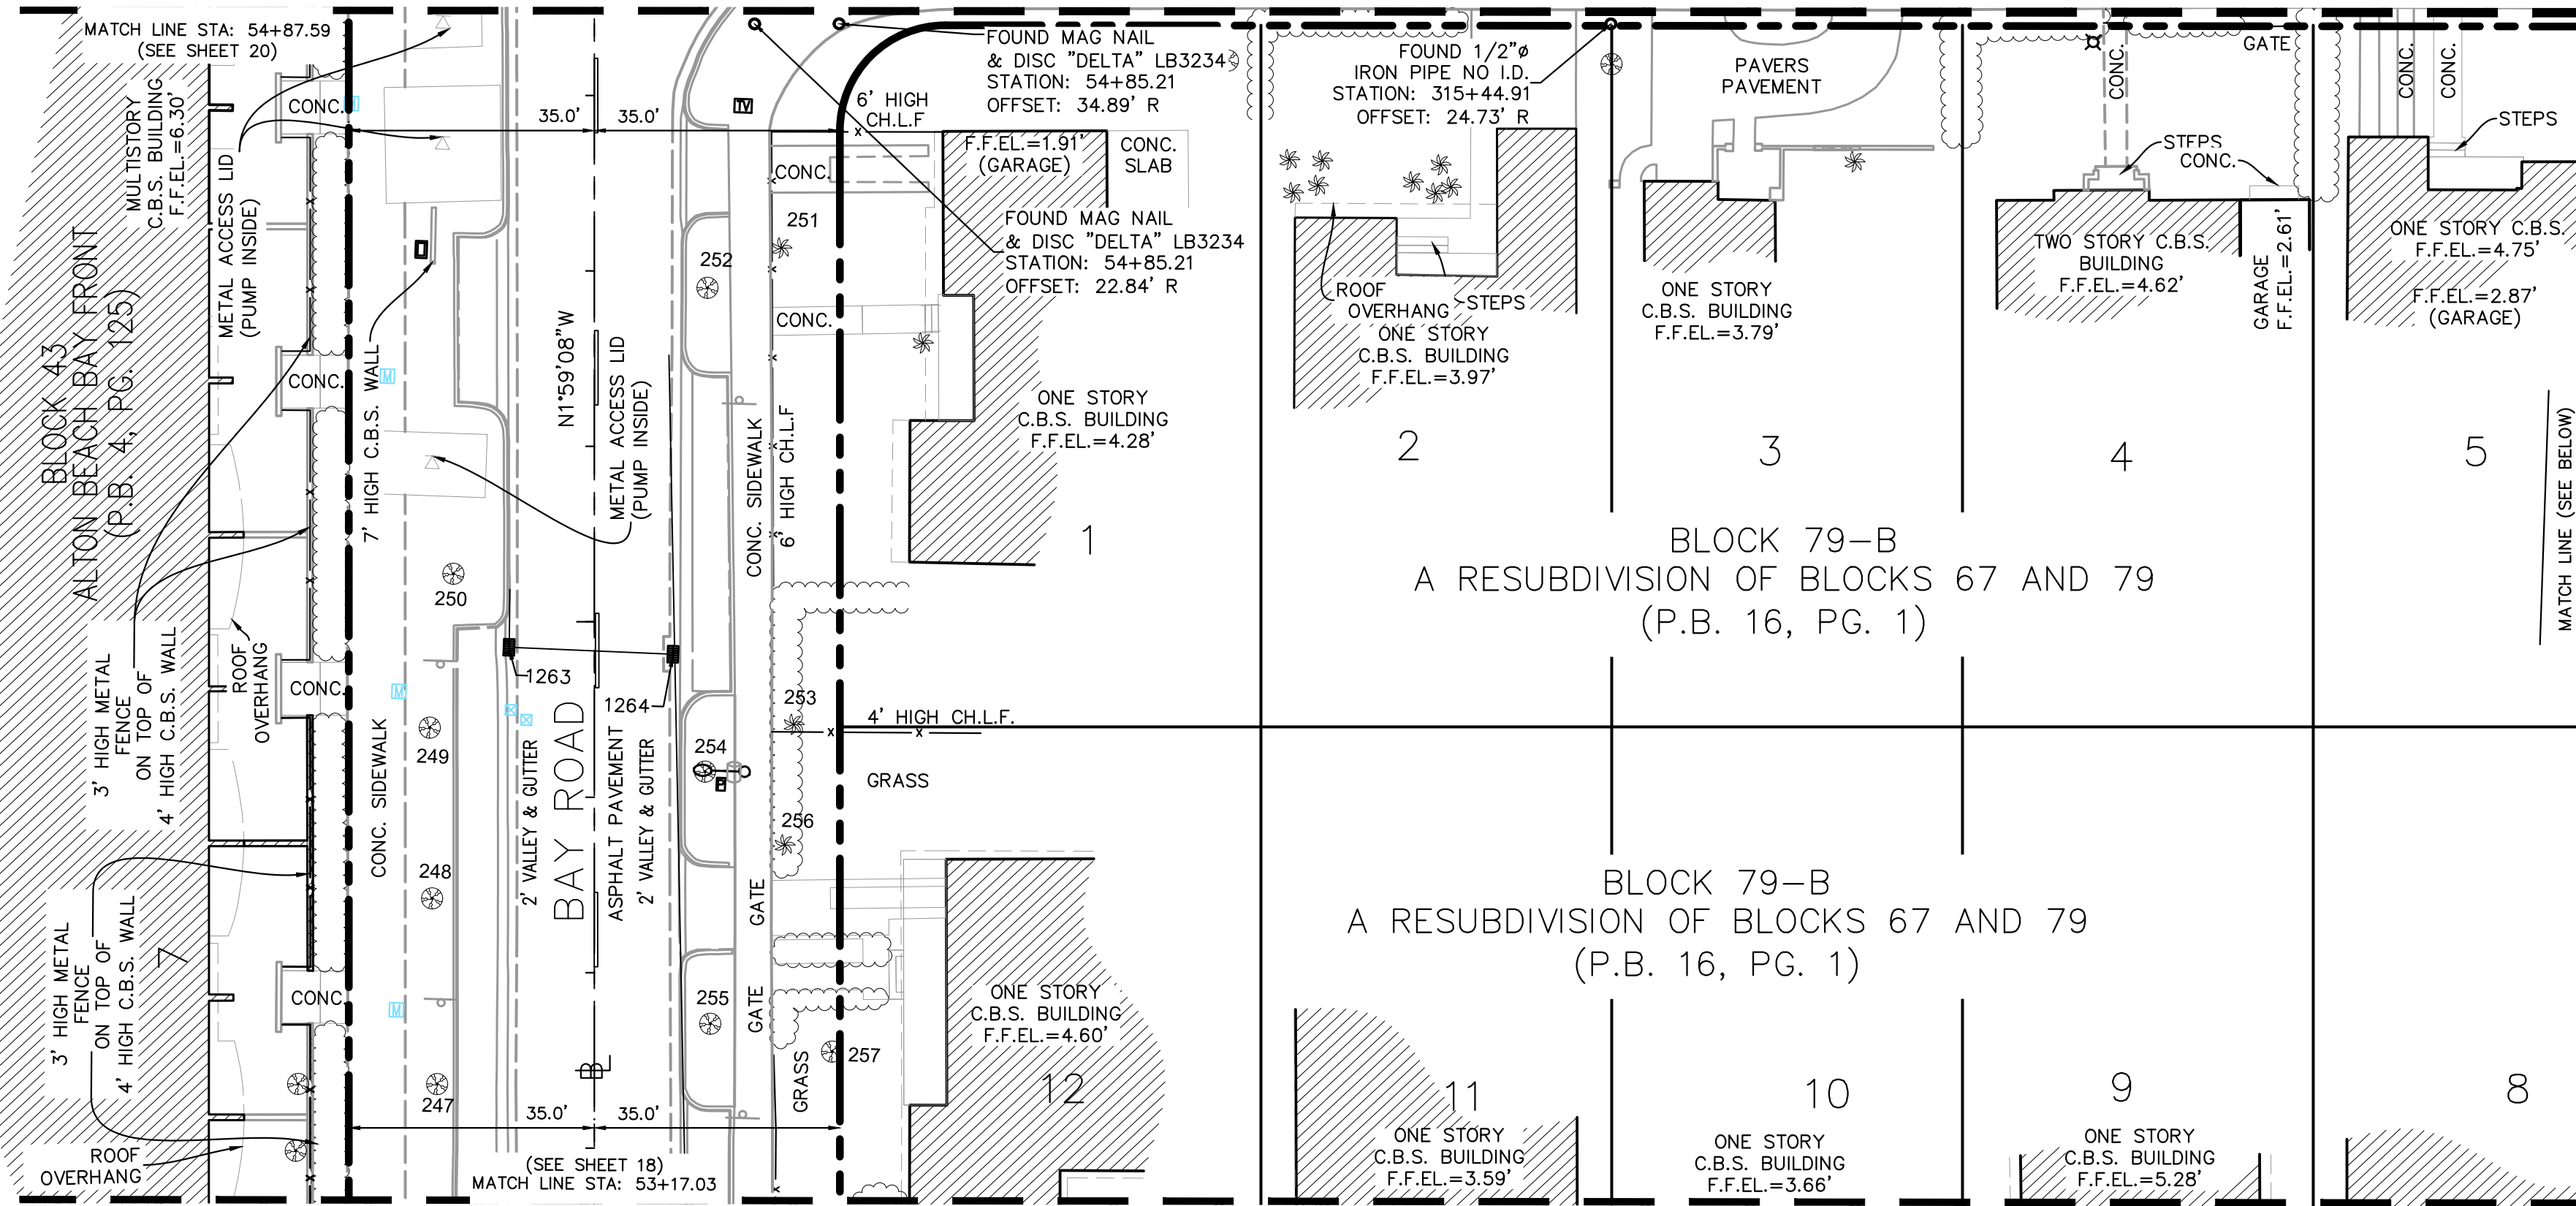 MATCH LINE STA: 54+87.59
(SEE SHEET 20)
MULTISTORY
C.B.S. BUILDING
F.F.EL.=6.30'
METAL ACCESS LID
(PUMP INSIDE)
BLOCK 43
ALTON BEACH BAY FRONT
(P.B. 4, PG. 125)
CONC.
CONC.
CONC.
CONC.
7' HIGH C.B.S. WALL
3' HIGH METAL
FENCE
ON TOP OF
4' HIGH C.B.S. WALL
ROOF
OVERHANG
3' HIGH METAL
FENCE
ON TOP OF
4' HIGH C.B.S. WALL
7
ROOF
OVERHANG
CONC. SIDEWALK
M
M
M
M
250
249
248
247
35.0'
35.0'
N1°59'08"W
METAL ACCESS LID
(PUMP INSIDE)
1263
1264
2' VALLEY & GUTTER
BAY ROAD
ASPHALT PAVEMENT
2' VALLEY & GUTTER
BL
35.0'
35.0'
(SEE SHEET 18)
MATCH LINE STA: 53+17.03
TV
252
251
CONC.
CONC.
CONC. SIDEWALK
6' HIGH CH.L.F
253
254
P
256
255
257
GATE
GATE
GRASS
6' HIGH
CH.L.F
FOUND MAG NAIL
& DISC "DELTA" LB3234
STATION: 54+85.21
OFFSET: 34.89' R
F.F.EL.=1.91'
(GARAGE)
CONC.
SLAB
FOUND MAG NAIL
& DISC "DELTA" LB3234
STATION: 54+85.21
OFFSET: 22.84' R
ONE STORY
C.B.S. BUILDING
F.F.EL.=4.28'
1
4' HIGH CH.L.F.
GRASS
ONE STORY
C.B.S. BUILDING
F.F.EL.=4.60'
12
FOUND 1/2"ø
IRON PIPE NO I.D.
STATION: 315+44.91
OFFSET: 24.73' R
ROOF
OVERHANG
STEPS
ONE STORY
C.B.S. BUILDING
F.F.EL.=3.97'
2
PAVERS
PAVEMENT
ONE STORY
C.B.S. BUILDING
F.F.EL.=3.79'
3
CONC.
GATE
STEPS
CONC.
TWO STORY C.B.S.
BUILDING
F.F.EL.=4.62'
GARAGE
F.F.EL.=2.61'
4
CONC.
CONC.
STEPS
ONE STORY C.B.S.
F.F.EL.=4.75'
F.F.EL.=2.87'
(GARAGE)
5
MATCH LINE (SEE BELOW)
BLOCK 79-B
A RESUBDIVISION OF BLOCKS 67 AND 79
(P.B. 16, PG. 1)
BLOCK 79-B
A RESUBDIVISION OF BLOCKS 67 AND 79
(P.B. 16, PG. 1)
11
ONE STORY
C.B.S. BUILDING
F.F.EL.=3.59'
10
ONE STORY
C.B.S. BUILDING
F.F.EL.=3.66'
9
ONE STORY
C.B.S. BUILDING
F.F.EL.=5.28'
8